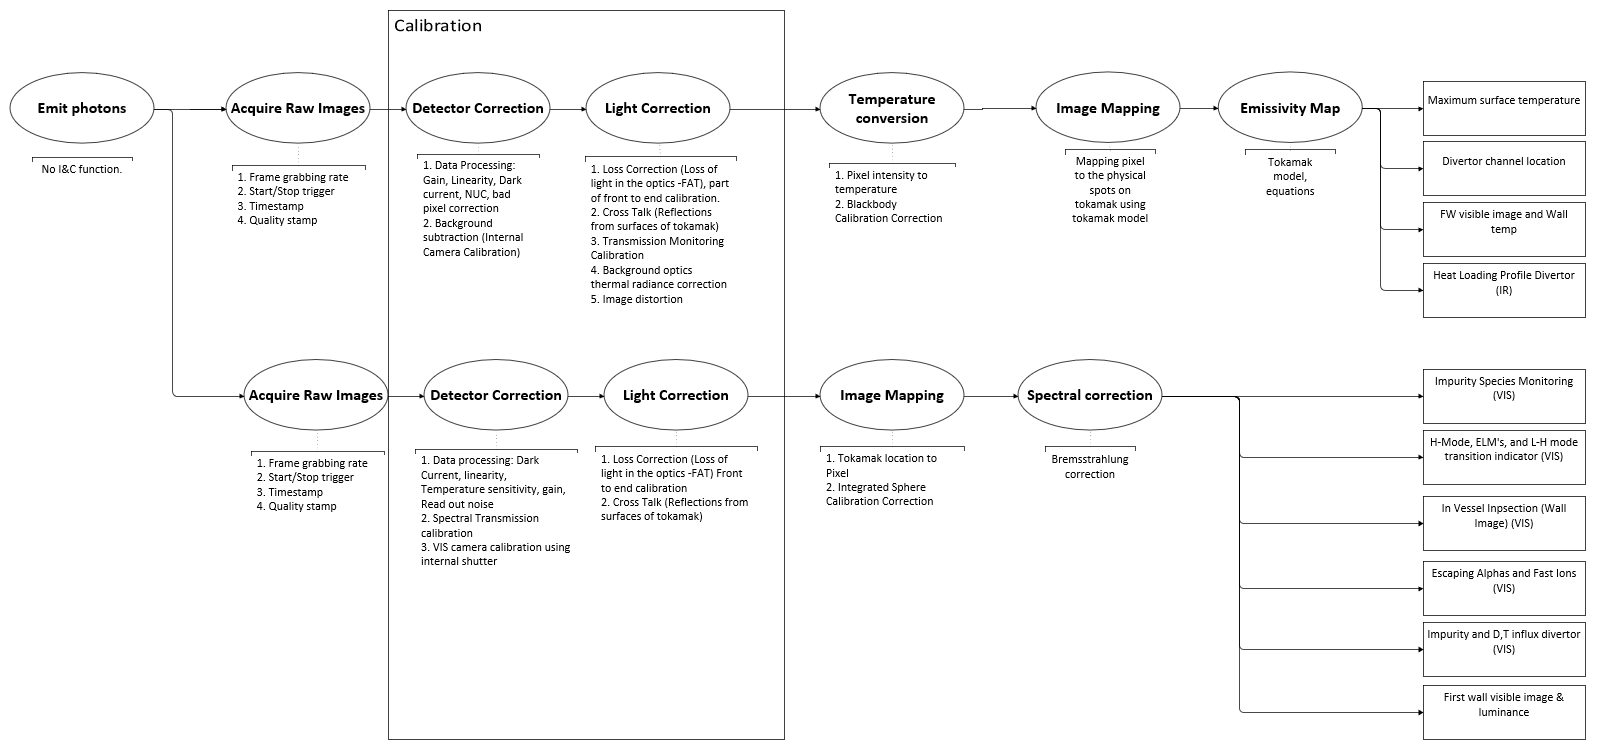 Calibration
Emit photons
No I&C function.
Acquire Raw Images
1. Frame grabbing rate
2. Start/Stop trigger
3. Timestamp
4. Quality stamp
Detector Correction
1. Data Processing:
Gain, Linearity, Dark
current, NUC, bad
pixel correction
2. Background
subtraction (Internal
Camera Calibration)
Light Correction
1. Loss Correction (Loss of
light in the optics -FAT), part
of front to end calibration.
2. Cross Talk (Reflections
from surfaces of tokamak)
3. Transmission Monitoring
Calibration
4. Background optics
thermal radiance correction
5. Image distortion
Temperature
conversion
1. Pixel intensity to
temperature
2. Blackbody
Calibration Correction
Image Mapping
Mapping pixel
to the physical
spots on
tokamak using
tokamak model
Emissivity Map
Tokamak
model,
equations
Maximum surface temperature
Divertor channel location
FW visible image and Wall
temp
Heat Loading Profile Divertor
(IR)
Acquire Raw Images
1. Frame grabbing rate
2. Start/Stop trigger
3. Timestamp
4. Quality stamp
Detector Correction
1. Data processing: Dark
Current, linearity,
Temperature sensitivity, gain,
Read out noise
2. Spectral Transmission
calibration
3. VIS camera calibration using
internal shutter
Light Correction
1. Loss Correction (Loss of
light in the optics -FAT) Front
to end calibration
2. Cross Talk (Reflections from
surfaces of tokamak)
Image Mapping
1. Tokamak location to
Pixel
2. Integrated Sphere
Calibration Correction
Spectral correction
Bremsstrahlung
correction
Impurity Species Monitoring
(VIS)
H-Mode, ELM's, and L-H mode
transition indicator (VIS)
In Vessel Inpsection (Wall
Image) (VIS)
Escaping Alphas and Fast Ions
(VIS)
Impurity and D,T influx divertor
(VIS)
First wall visible image &
luminance